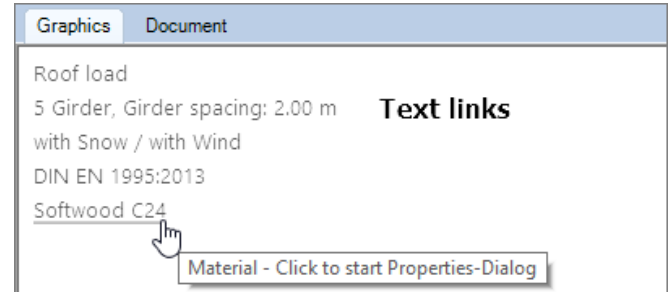 Graphics Document
Roof load
5 Girder, Girder spacing: 2.00 m Text links
with Snow / with Wind
DIN EN 1995:2013
Softwood C24
Material - Click to start Properties-Dialog